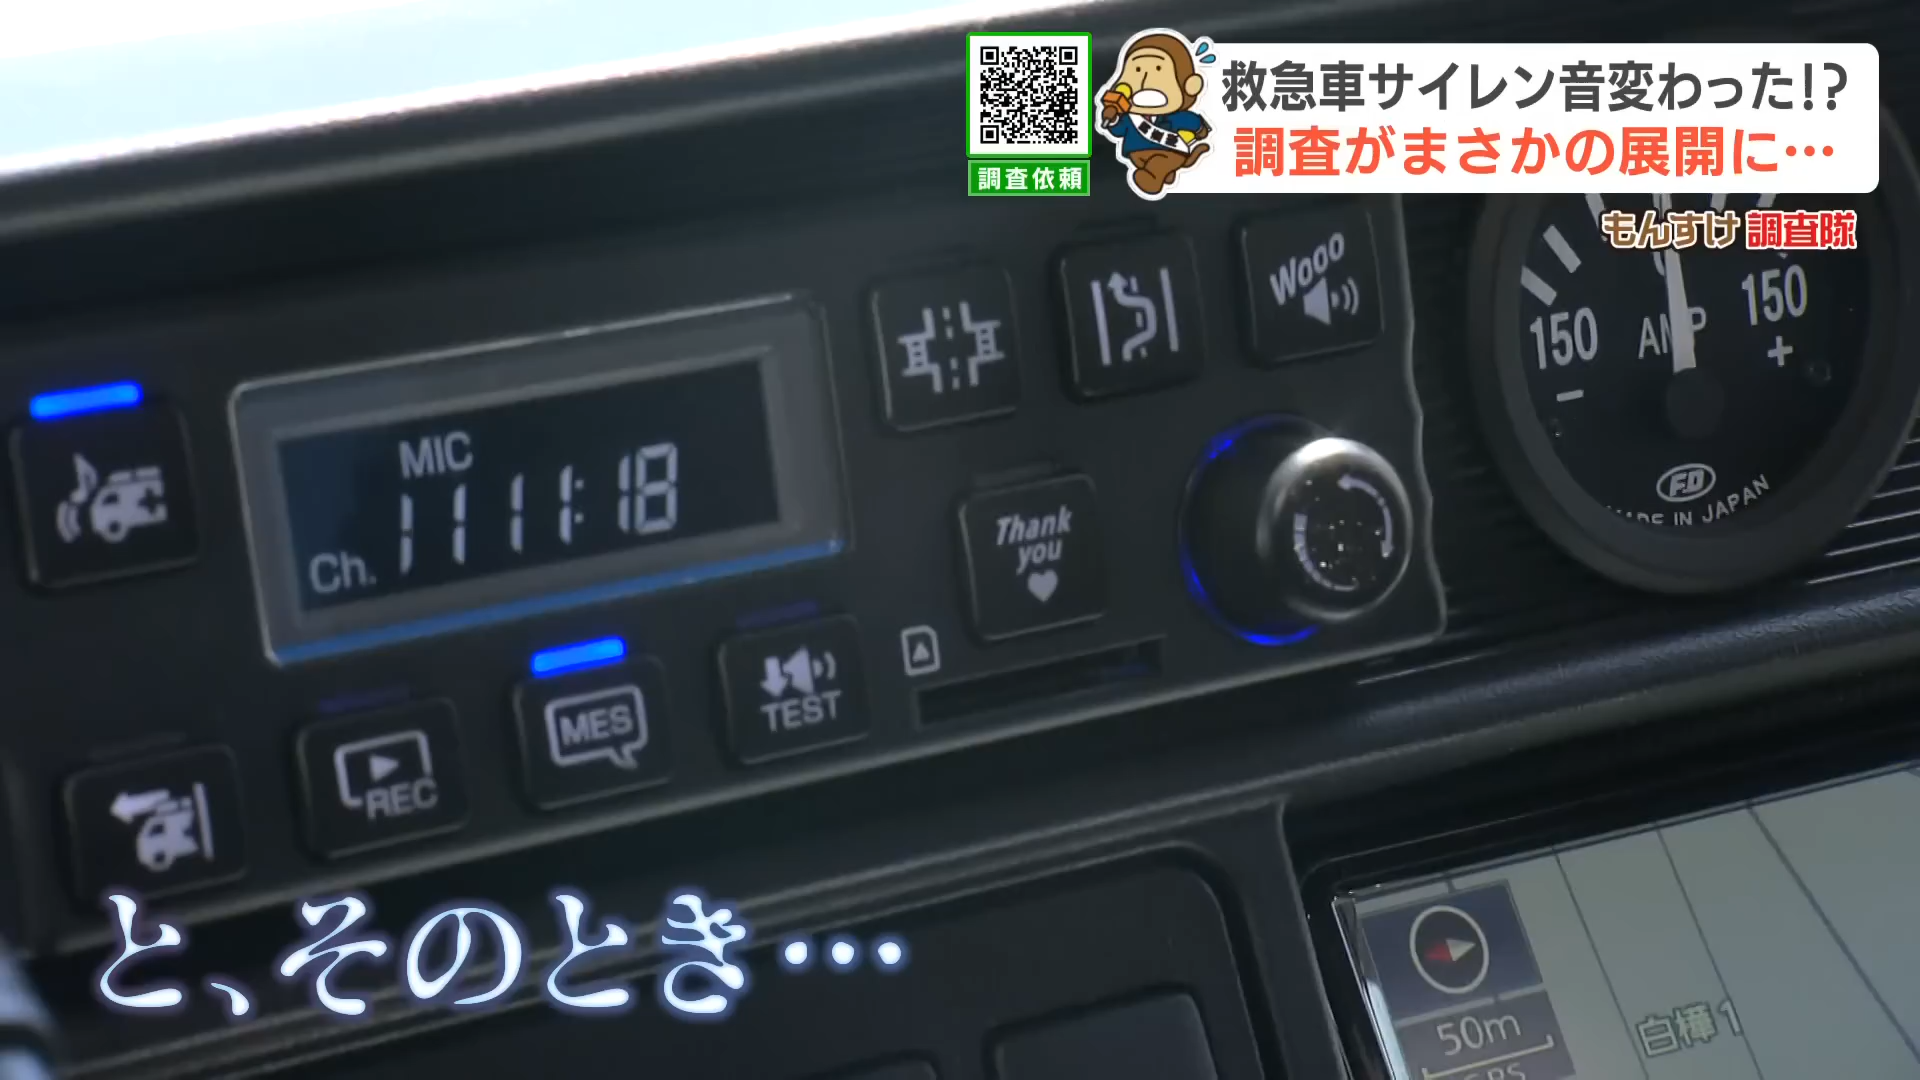 救急車サイレン音変わった!?
調査がまさかの展開に…
調査依頼
もんすけ 調査隊
Wooo
150
AMP
150
MIC
Ch. 1111:18
FD
MADE IN JAPAN
Thank
you
TEST
MES
REC
と、そのとき…
50m
GPS
白樺1